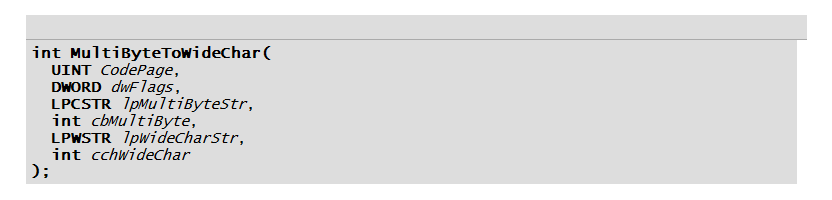 int MultiByteToWideChar(
UINT CodePage,
DWORD dwFlags,
LPCSTR lpMultiByteStr,
int cbMultiByte,
LPWSTR lpWideCharStr,
int cchWideChar
);